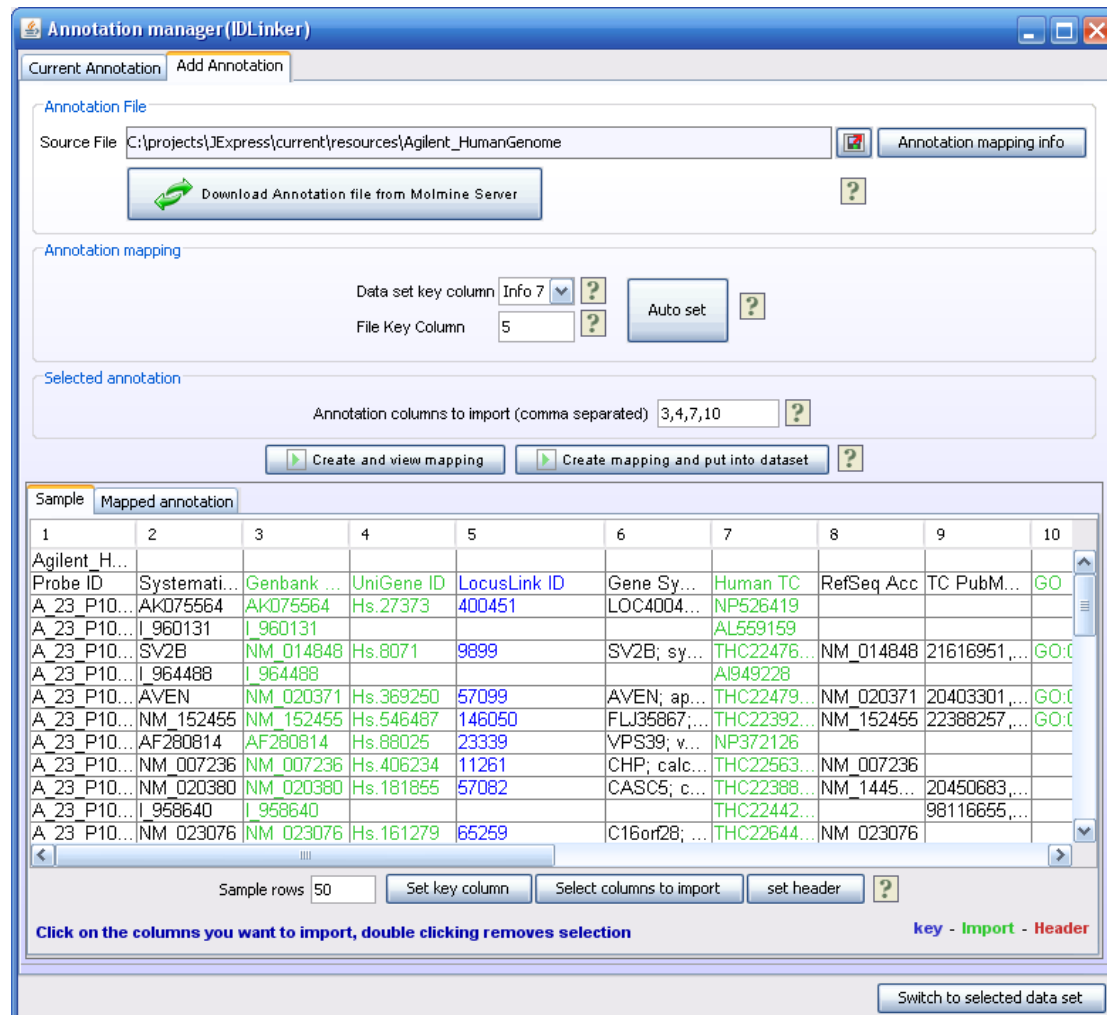 Annotation manager(IDLinker)
Current Annotation Add Annotation
Annotation File
Source File C:\projects\JExpress\current\resources\Agilent_HumanGenome Annotation mapping info
Download Annotation file from Molmine Server ?
Annotation mapping
Data set key column Info 7 ?
Auto set ?
File Key Column 5 ?
Selected annotation
Annotation columns to import (comma separated) 3,4,7,10 ?
Create and view mapping Create mapping and put into dataset ?
Sample Mapped annotation
1 2 3 4 5 6 7 8 9 10
Agilent_H...
Probe ID Systemati... Genbank ... UniGene ID LocusLink ID Gene Sy... Human TC RefSeq Acc TC PubM... GO
A_23_P10... AK075564 AK075564 Hs.27373 400451 LOC4004... NP526419
A_23_P10... I_960131 I_960131 AL559159
A_23_P10... SV2B NM_014848 Hs.8071 9899 SV2B; sy... THC22476... NM_014848 21616951,... GO:0
A_23_P10... I_964488 I_964488 AI949228
A_23_P10... AVEN NM_020371 Hs.369250 57099 AVEN; ap... THC22479... NM_020371 20403301,... GO:0
A_23_P10... NM_152455 NM_152455 Hs.546487 146050 FLJ35867;... THC22392... NM_152455 22388257,... GO:0
A_23_P10... AF280814 AF280814 Hs.88025 23339 VPS39; v... NP372126
A_23_P10... NM_007236 NM_007236 Hs.406234 11261 CHP; calc... THC22563... NM_007236
A_23_P10... NM_020380 NM_020380 Hs.181855 57082 CASC5; c... THC22388... NM_1445... 20450683,...
A_23_P10... I_958640 I_958640 THC22442... 98116655,...
A_23_P10... NM_023076 NM_023076 Hs.161279 65259 C16orf28; ... THC22644... NM_023076
Sample rows 50 Set key column Select columns to import set header ?
Click on the columns you want to import, double clicking removes selection key - Import - Header
Switch to selected data set